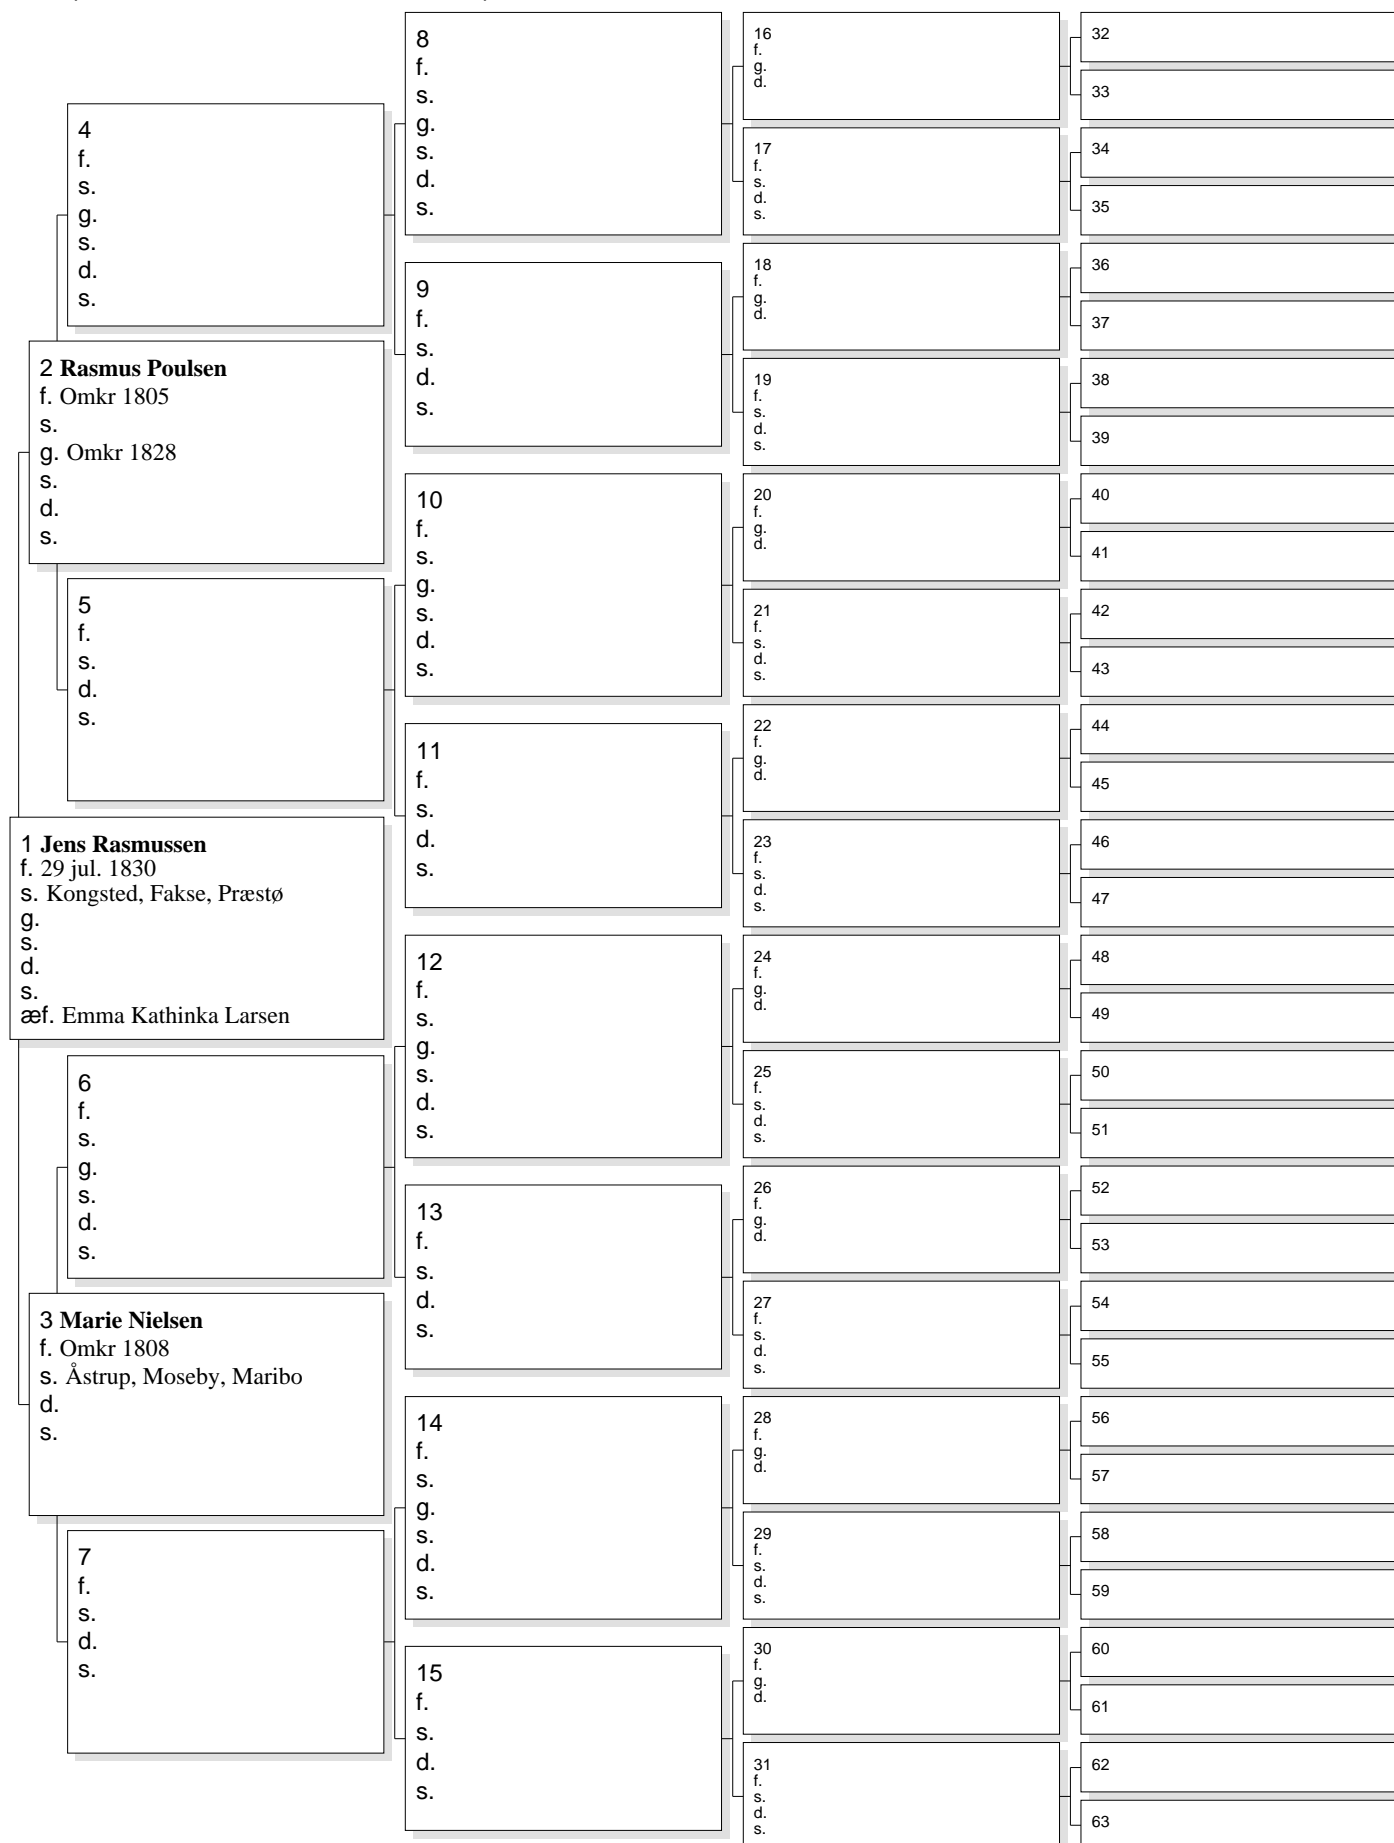 4
f.
s.
g.
s.
d.
s.
2 Rasmus Poulsen
f. Omkr 1805
s.
g. Omkr 1828
s.
d.
s.
5
f.
s.
d.
s.
1 Jens Rasmussen
f. 29 jul. 1830
s. Kongsted, Fakse, Præstø
g.
s.
d.
s.
æf. Emma Kathinka Larsen
6
f.
s.
g.
s.
d.
s.
3 Marie Nielsen
f. Omkr 1808
s. Åstrup, Moseby, Maribo
d.
s.
7
f.
s.
d.
s.
8
f.
s.
g.
s.
d.
s.
9
f.
s.
d.
s.
10
f.
s.
g.
s.
d.
s.
11
f.
s.
d.
s.
12
f.
s.
g.
s.
d.
s.
13
f.
s.
d.
s.
14
f.
s.
g.
s.
d.
s.
15
f.
s.
d.
s.
16
f.
g.
d.
17
f.
s.
d.
s.
18
f.
g.
d.
19
f.
s.
d.
s.
20
f.
g.
d.
21
f.
s.
d.
s.
22
f.
g.
d.
23
f.
s.
d.
s.
24
f.
g.
d.
25
f.
s.
d.
s.
26
f.
g.
d.
27
f.
s.
d.
s.
28
f.
g.
d.
29
f.
s.
d.
s.
30
f.
g.
d.
31
f.
s.
d.
s.
32
33
34
35
36
37
38
39
40
41
42
43
44
45
46
47
48
49
50
51
52
53
54
55
56
57
58
59
60
61
62
63